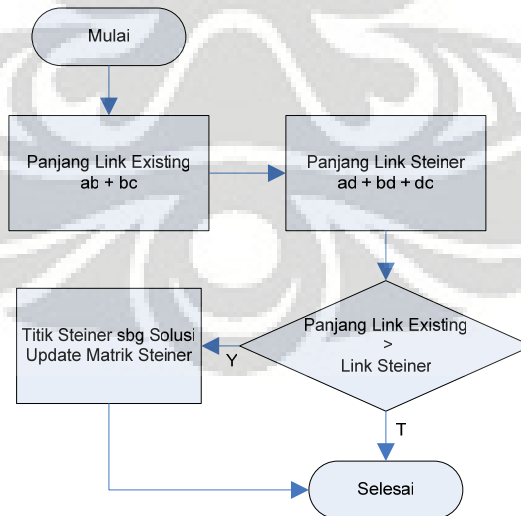 Mulai
Panjang Link Existing
ab + bc
Panjang Link Steiner
ad + bd + dc
Panjang Link Existing
>
Link Steiner
Y
Titik Steiner sbg Solusi
Update Matrik Steiner
T
Selesai